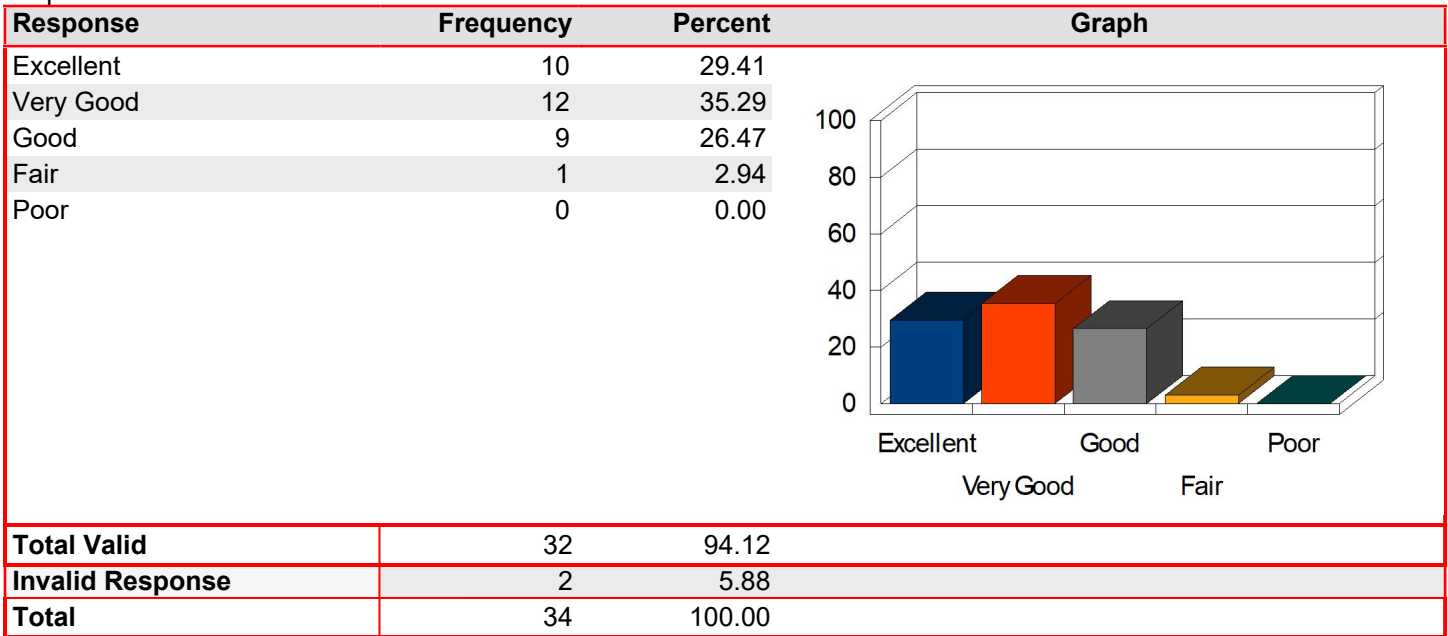 Response Frequency Percent Graph
Excellent 10 29.41
Very Good 12 35.29
Good 9 26.47
Fair 1 2.94
Poor 0 0.00
100
80
60
40
20
0
Excellent Good Poor
Very Good Fair
Total Valid 32 94.12
Invalid Response 2 5.88
Total 34 100.00